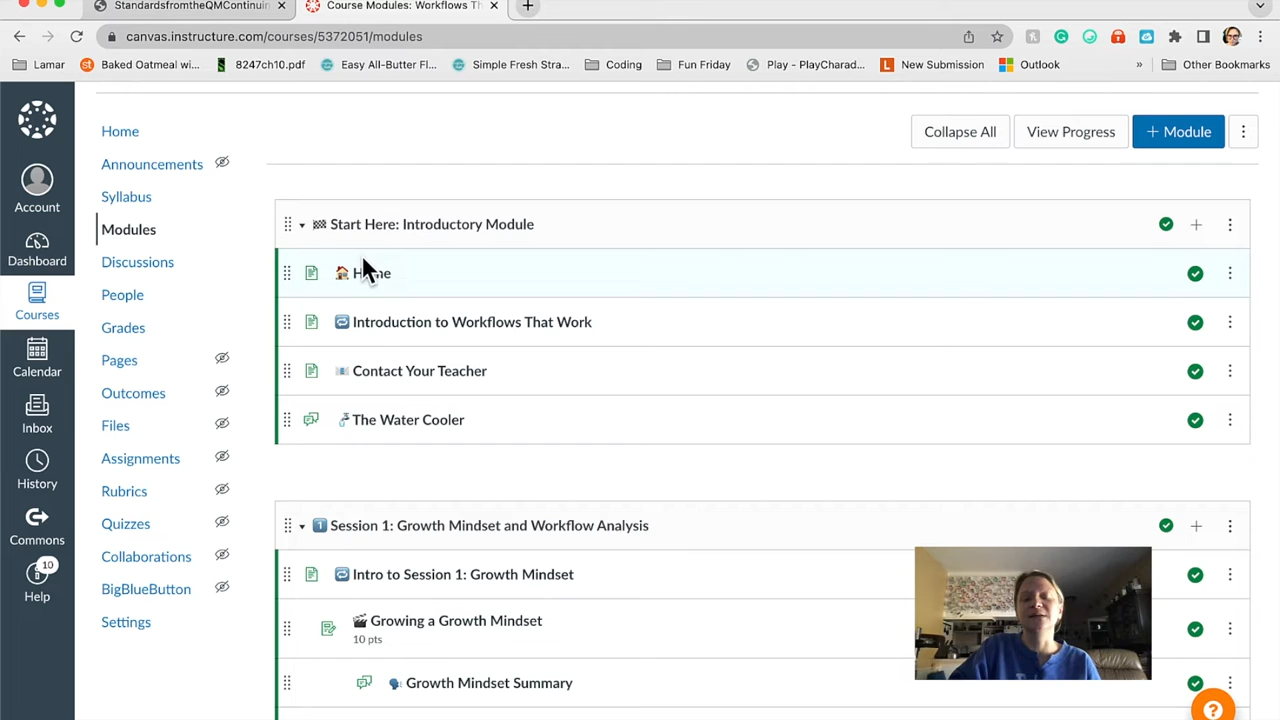 StandardsfromtheQMContinuin
Course Modules: Workflows Th
canvas.instructure.com/courses/5372051/modules
Lamar
Baked Oatmeal wi...
8247ch10.pdf
Easy All-Butter Fl...
Simple Fresh Stra...
Coding
Fun Friday
Play - PlayCharad...
New Submission
Outlook
»
Other Bookmarks
Account
Dashboard
Courses
Calendar
Inbox
History
Commons
10
Help
Home
Announcements
Syllabus
Modules
Discussions
People
Grades
Pages
Outcomes
Files
Assignments
Rubrics
Quizzes
Collaborations
BigBlueButton
Settings
Collapse All
View Progress
+ Module
Start Here: Introductory Module
Home
Introduction to Workflows That Work
Contact Your Teacher
The Water Cooler
1 Session 1: Growth Mindset and Workflow Analysis
Intro to Session 1: Growth Mindset
Growing a Growth Mindset
10 pts
Growth Mindset Summary
?